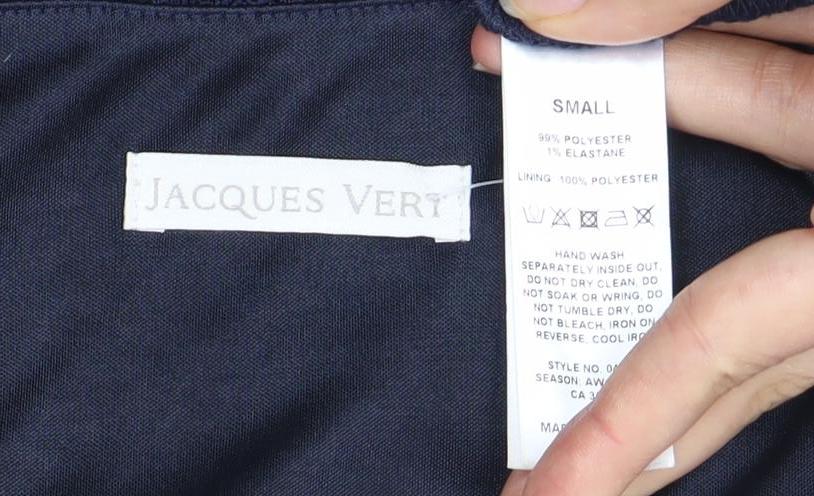 JACQUES VERT
SMALL
99% POLYESTER
1% ELASTANE
LINING: 100% POLYESTER
HAND WASH
SEPARATELY INSIDE OUT,
DO NOT DRY CLEAN, DO
NOT SOAK OR WRING, DO
NOT TUMBLE DRY, DO
NOT BLEACH, IRON ON
REVERSE, COOL
STYLE NO.
SEASON: AW
CA